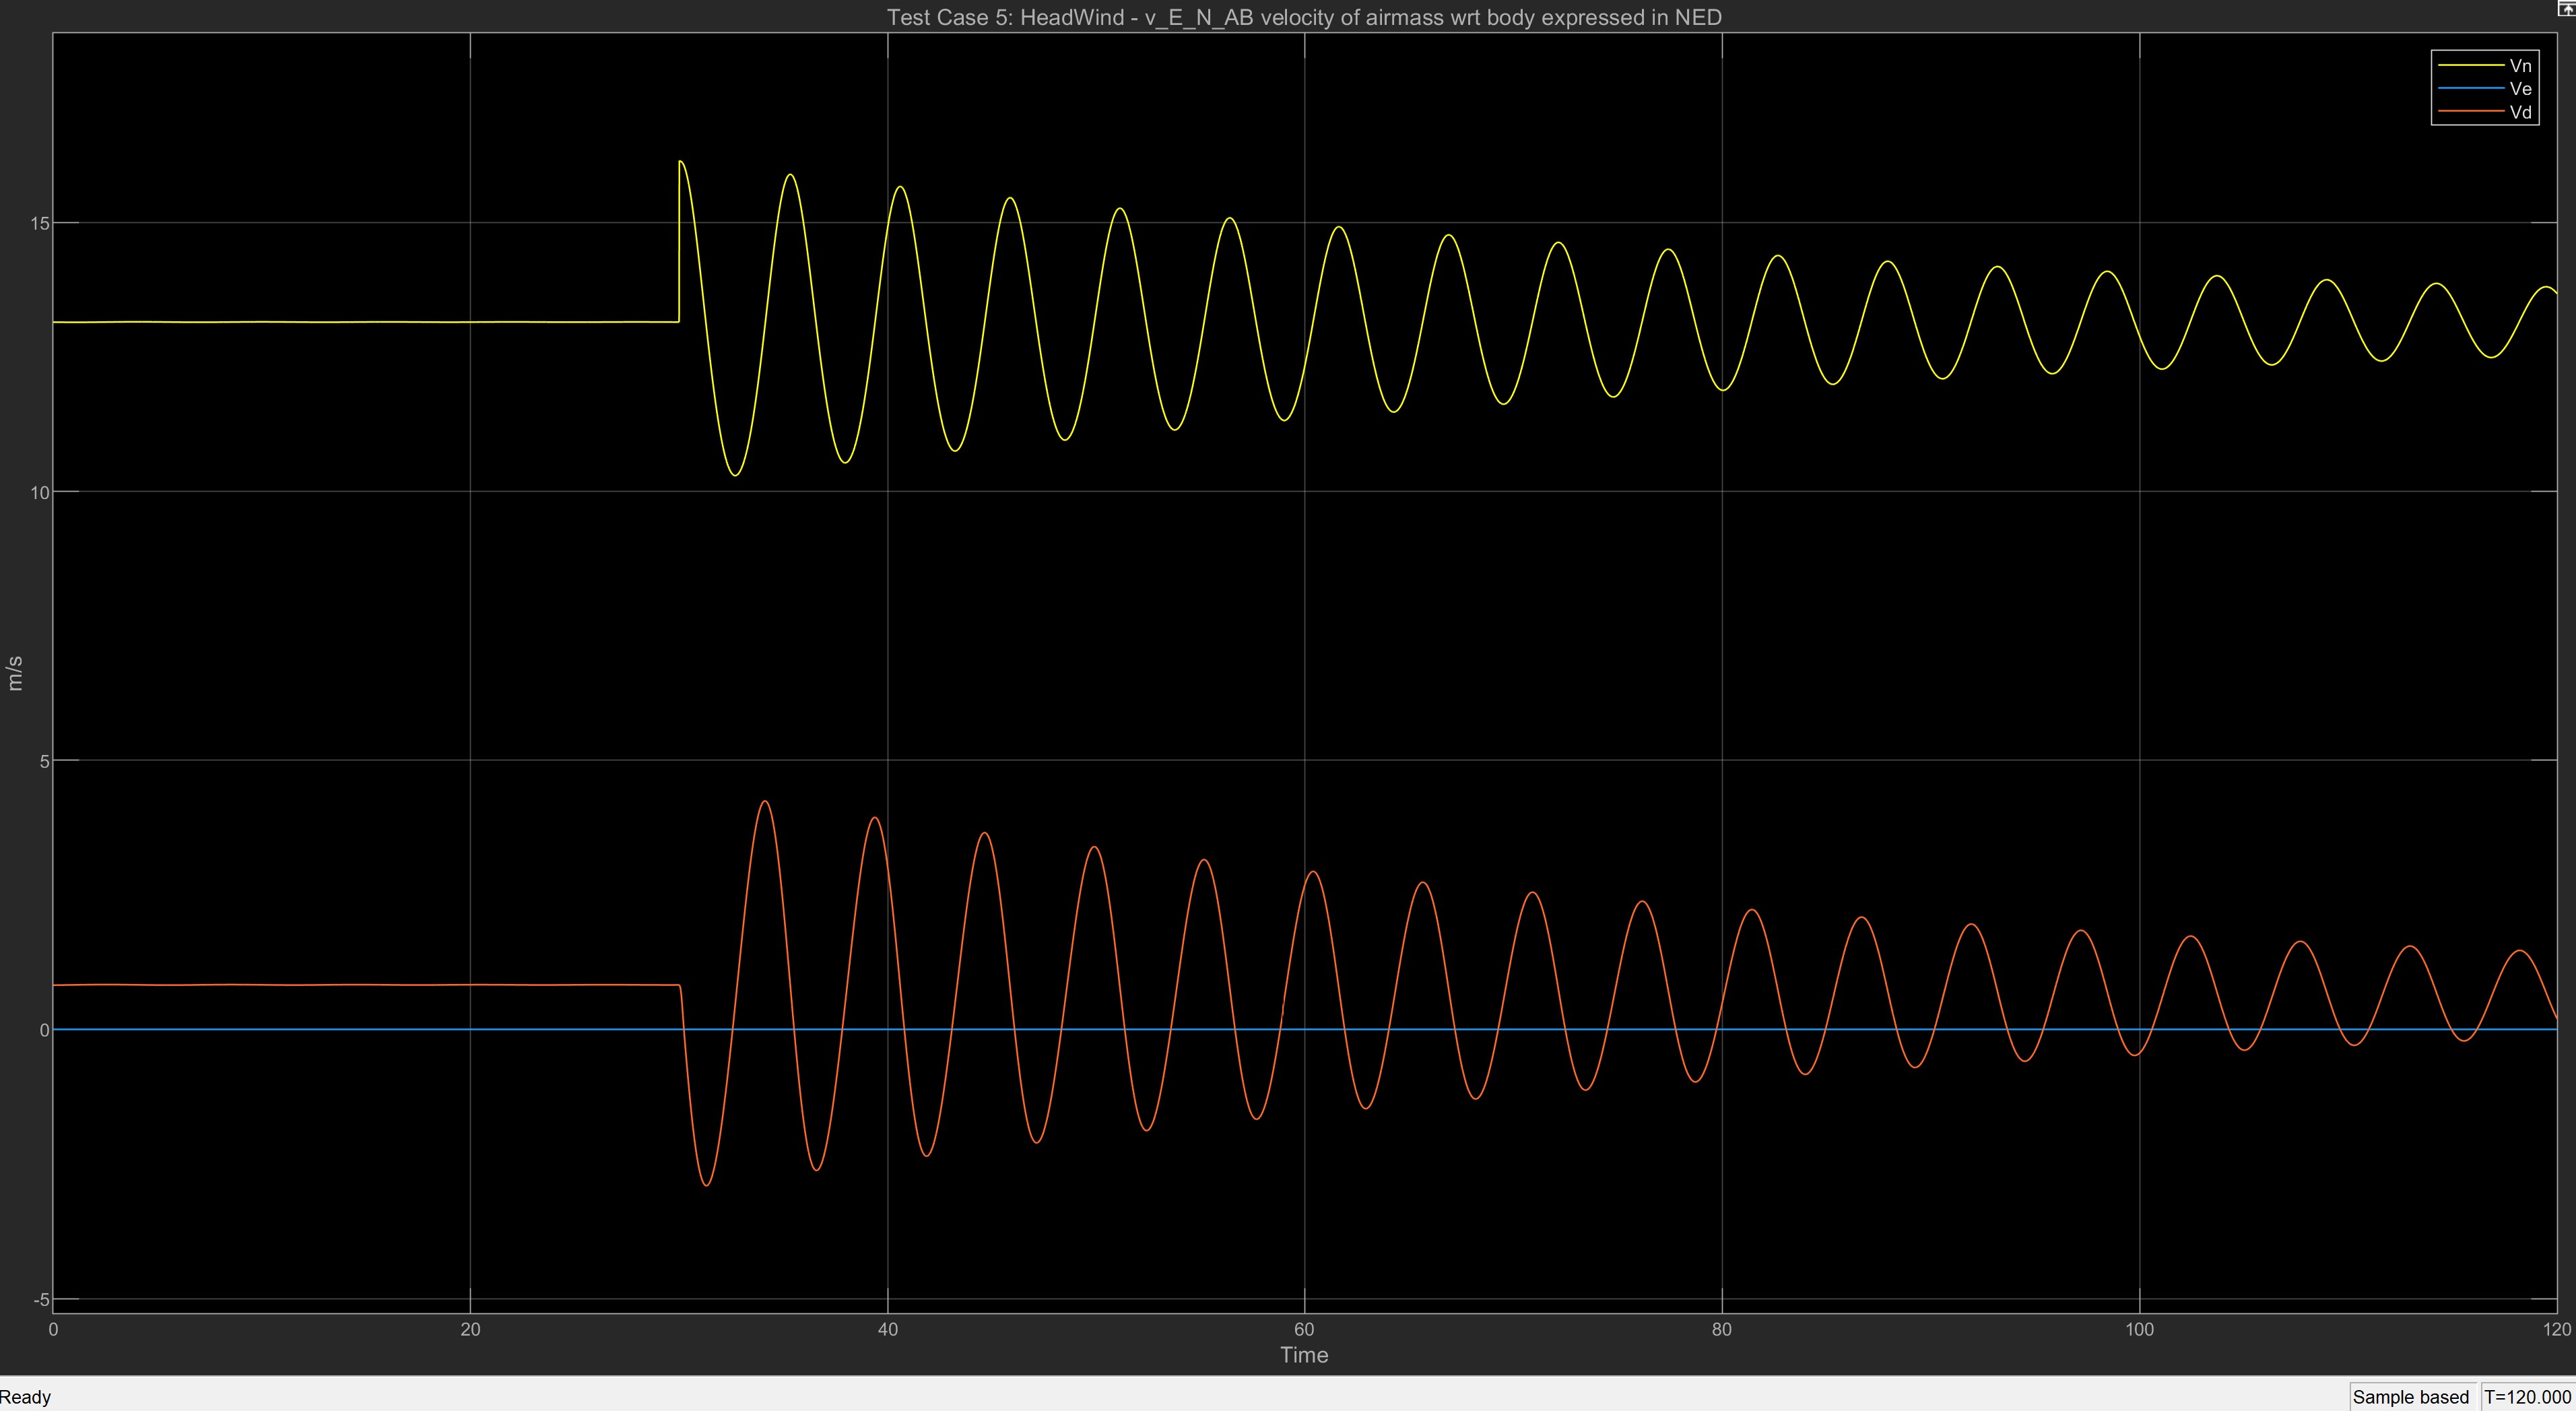 Test Case 5: HeadWind - v_E_N_AB velocity of airmass wrt body expressed in NED
Vn
Ve
Vd
15
10
5
0
-5
m/s
0
20
40
60
80
100
120
Time
Ready
Sample based
T=120.000